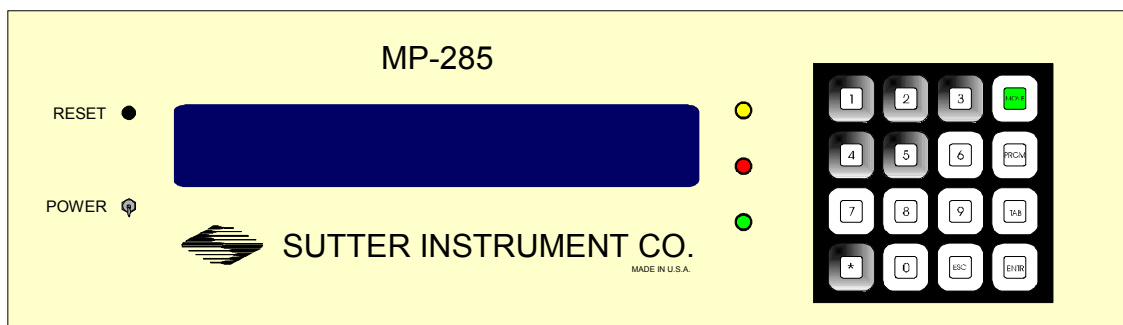 MP-285
RESET
POWER
SUTTER INSTRUMENT CO.
MADE IN U.S.A.
1 2 3 MOVE
4 5 6 PRGM
7 8 9 TAB
* 0 ESC ENTR